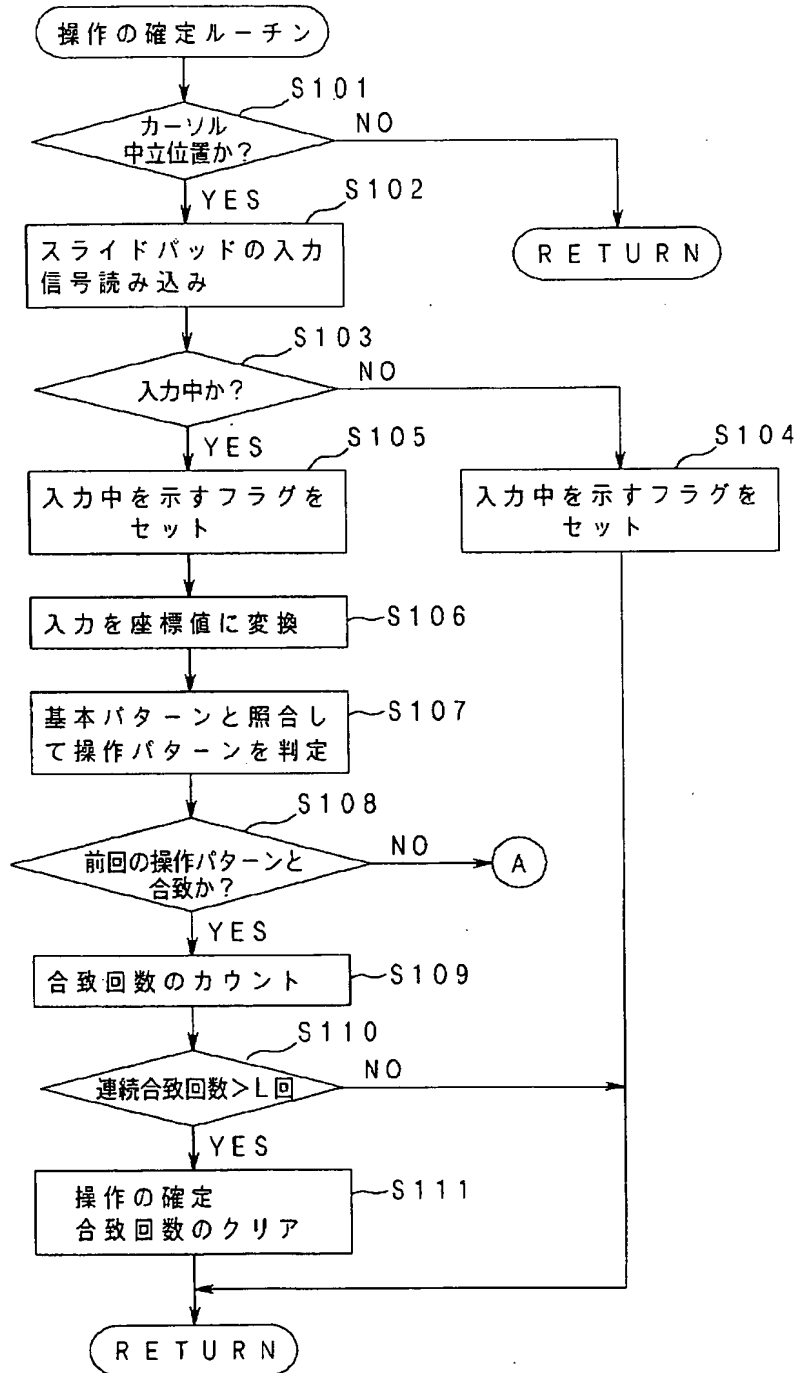 操作の確定ルーチン
S101
カーソル
中立位置か?
NO
YES
S102
スライドパッドの入力
信号読み込み
RETURN
S103
入力中か?
NO
YES
S105
S104
入力中を示すフラグを
セット
入力中を示すフラグを
セット
入力を座標値に変換
S106
基本パターンと照合し
て操作パターンを判定
S107
S108
前回の操作パターンと
合致か?
NO
A
YES
合致回数のカウント
S109
S110
連続合致回数>L回
NO
YES
操作の確定
合致回数のクリア
S111
RETURN